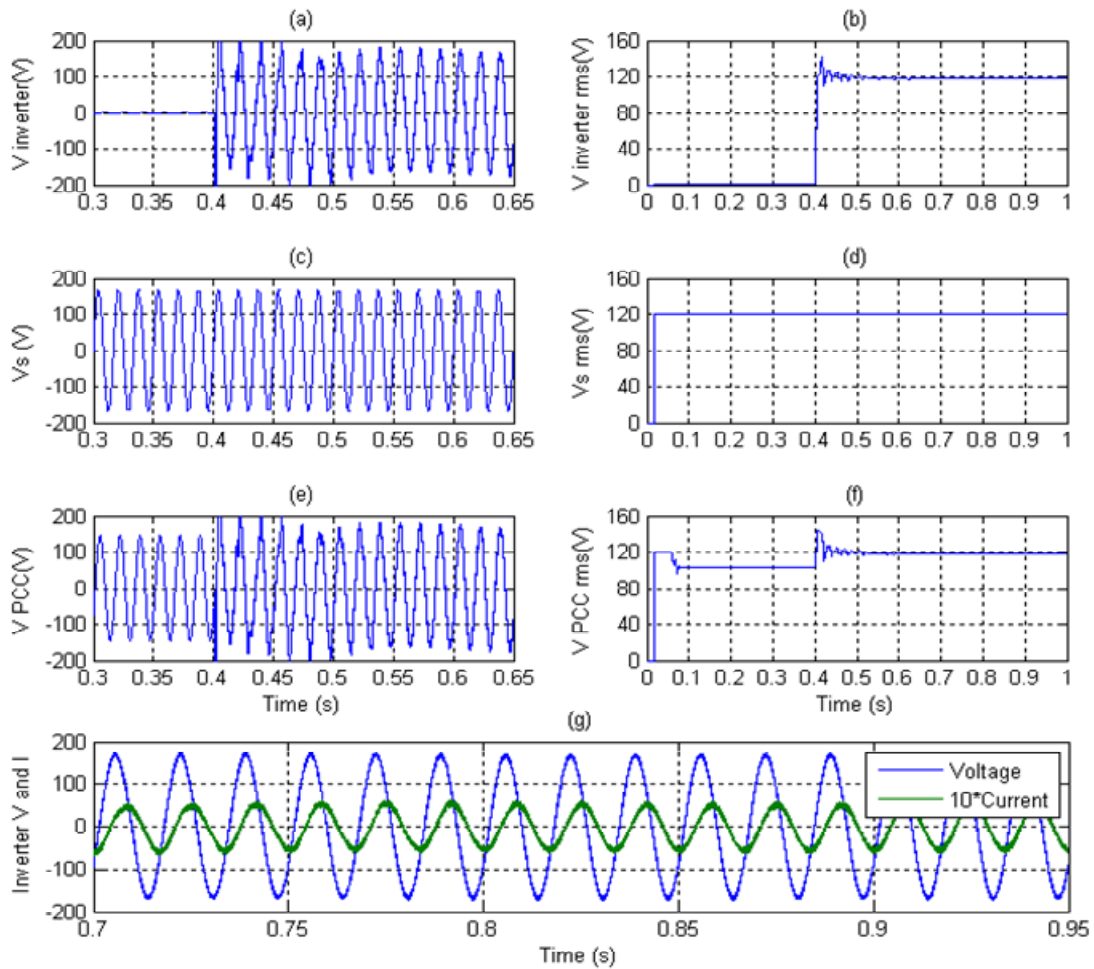 (a)
V inverter(V)
200
100
0
-100
-200
0.3 0.35 0.4 0.45 0.5 0.55 0.6 0.65
(b)
V inverter rms(V)
160
120
80
40
0
0 0.1 0.2 0.3 0.4 0.5 0.6 0.7 0.8 0.9 1
(c)
Vs (V)
200
100
0
-100
-200
0.3 0.35 0.4 0.45 0.5 0.55 0.6 0.65
(d)
Vs rms(V)
160
120
80
40
0
0 0.1 0.2 0.3 0.4 0.5 0.6 0.7 0.8 0.9 1
(e)
V PCC(V)
200
100
0
-100
-200
0.3 0.35 0.4 0.45 0.5 0.55 0.6 0.65
Time (s)
(f)
V PCC rms(V)
160
120
80
40
0
0 0.1 0.2 0.3 0.4 0.5 0.6 0.7 0.8 0.9 1
Time (s)
(g)
Inverter V and I
200
100
0
-100
-200
Voltage
10*Current
0.7 0.75 0.8 0.85 0.9 0.95
Time (s)